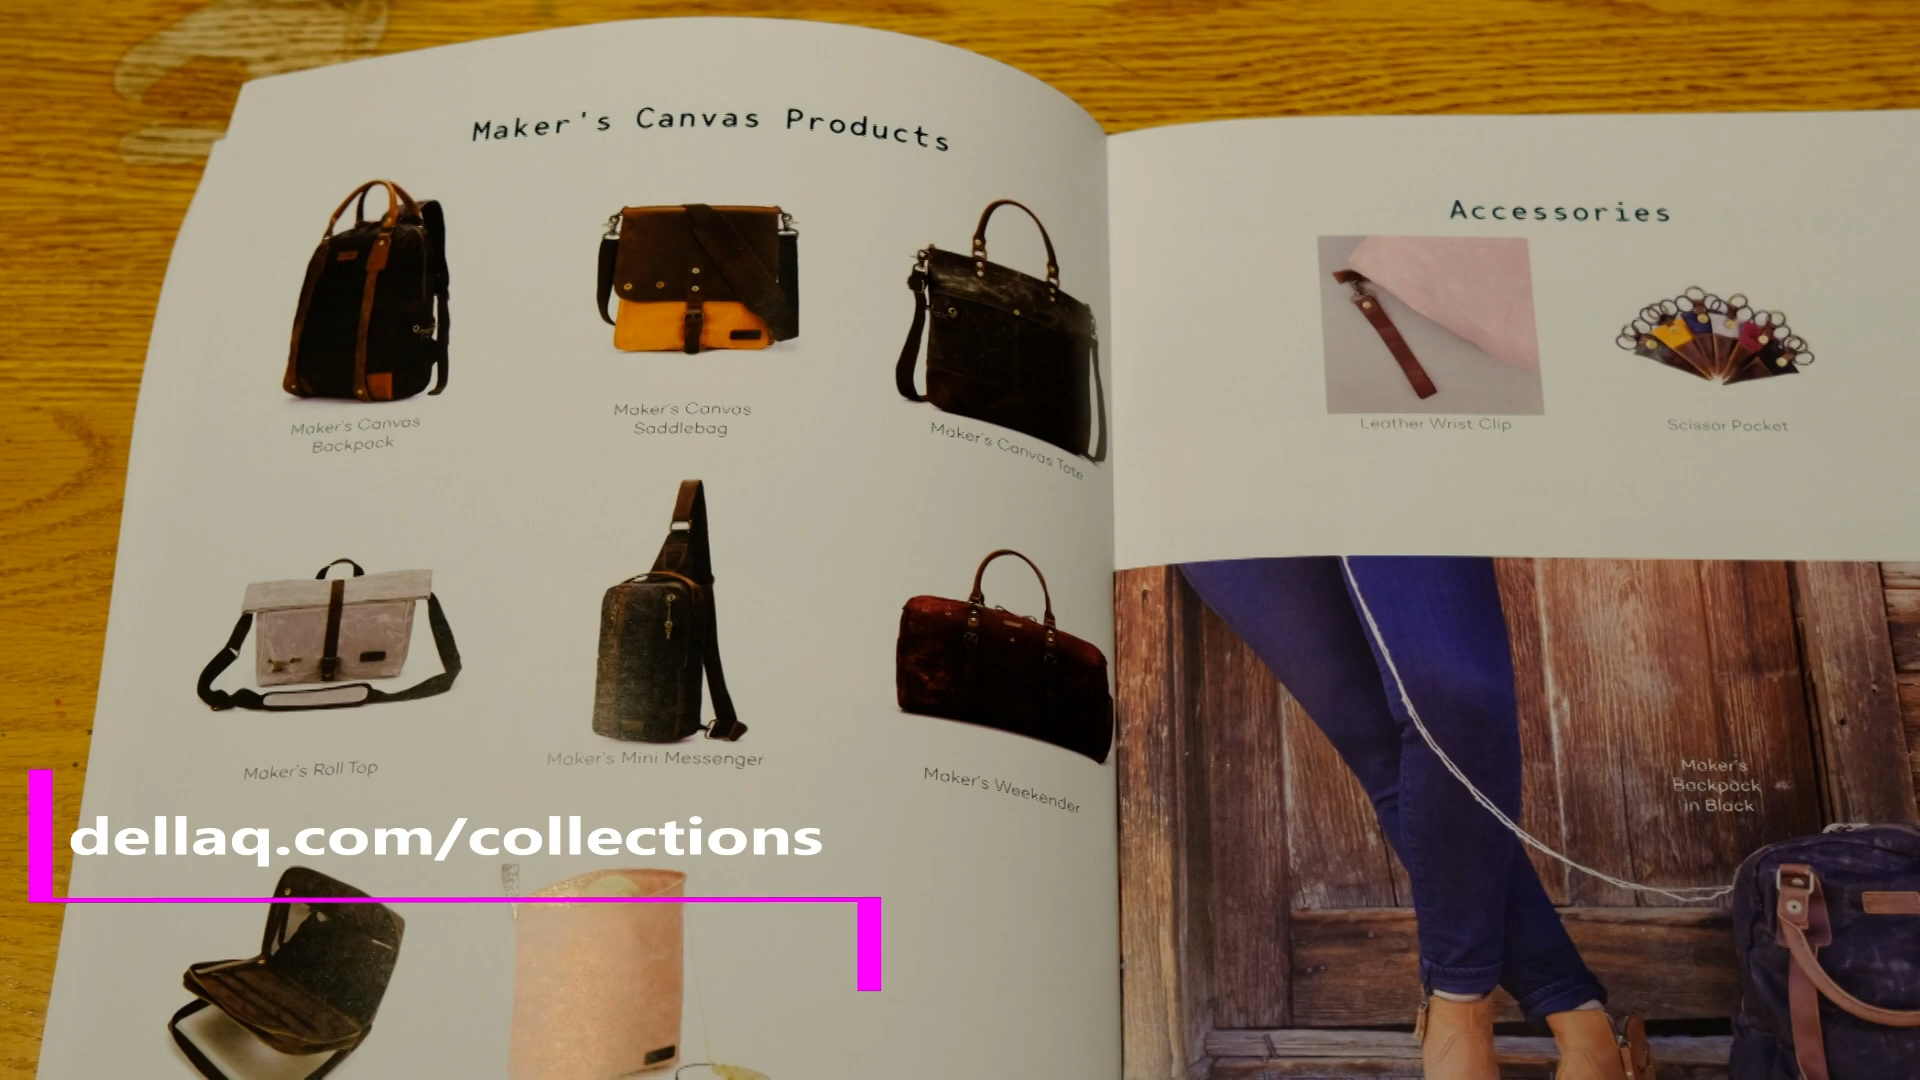 Maker's Canvas Products
Maker's Canvas
Backpack
Maker's Canvas
Saddlebag
Maker's Canvas Tote
Maker's Roll Top
Maker's Mini Messenger
Maker's Weekender
dellaq.com/collections
Accessories
Leather Wrist Clip
Scissor Pocket
Maker's
Backpack
in Black